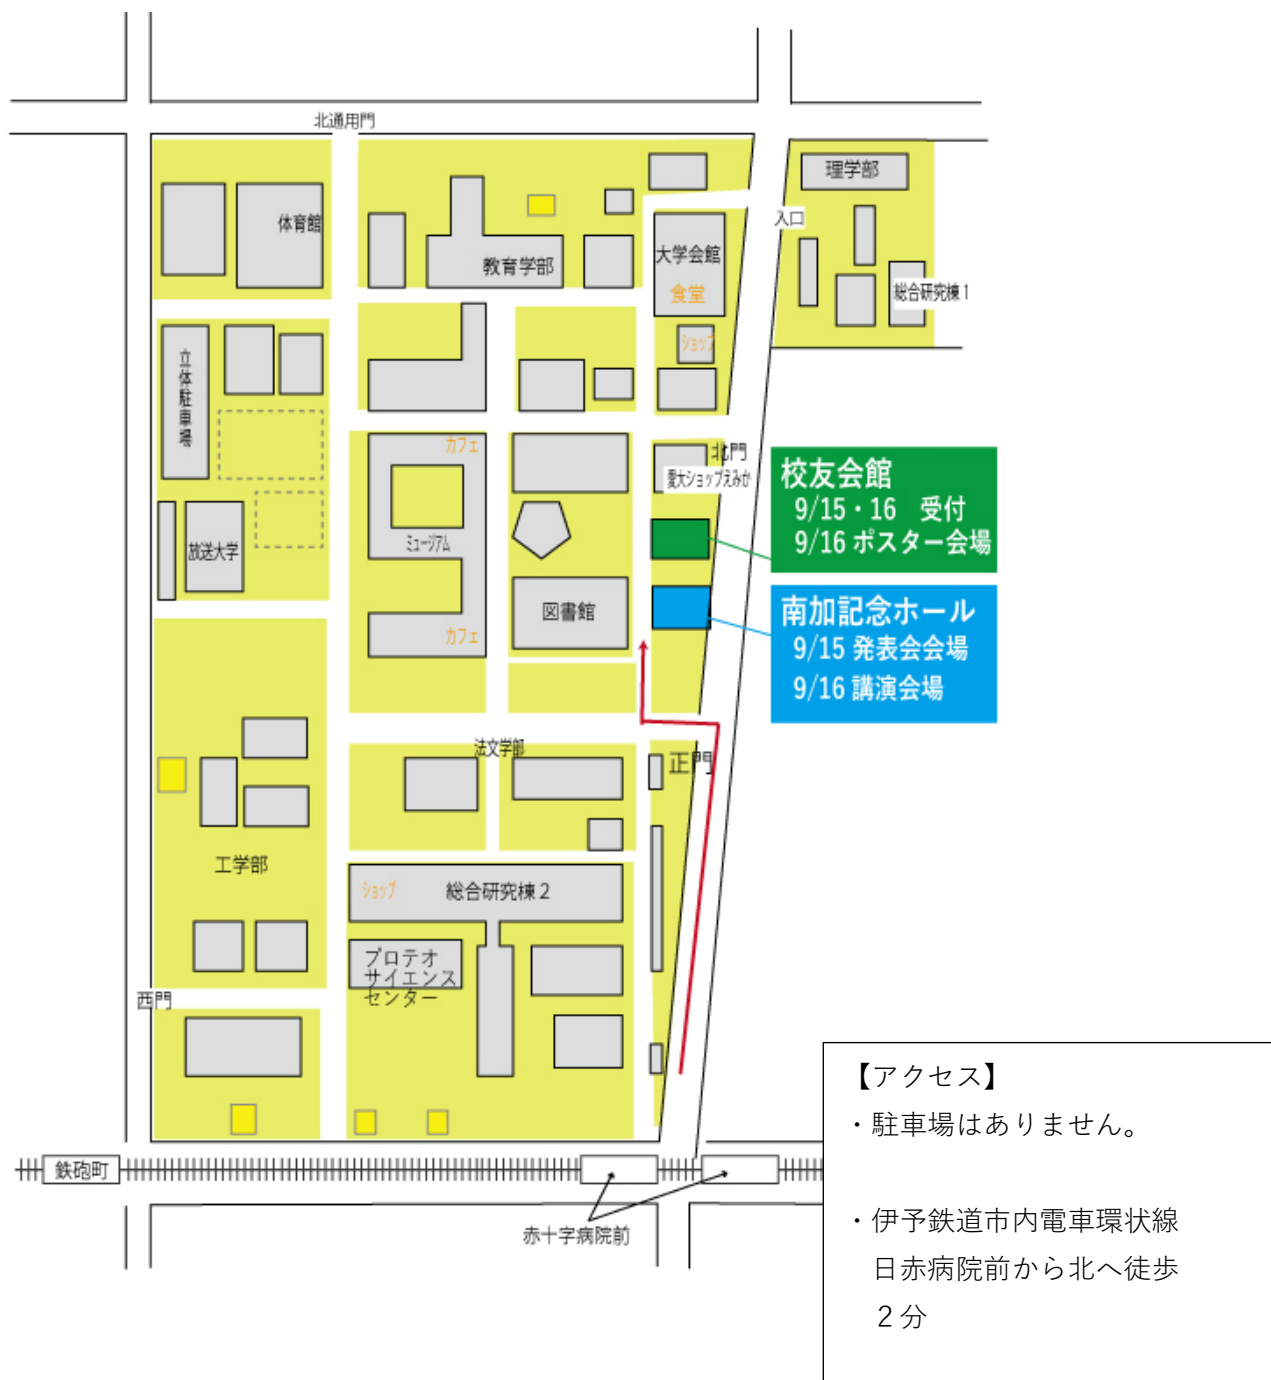 北通用門
理学部
入口
体育館
大学会館
教育学部
食堂
総合研究棟1
ショップ
立体駐車場
カフェ
北門
愛大ショップえみか
校友会館
9/15・16 受付
9/16 ポスター会場
ミュージアム
放送大学
図書館
南加記念ホール
9/15 発表会会場
9/16 講演会場
カフェ
法文学部
正門
工学部
ショップ
総合研究棟2
プロテオ
サイエンス
センター
西門
【アクセス】
・駐車場はありません。
鉄砲町
・伊予鉄道市内電車環状線
日赤病院前から北へ徒歩
２分
赤十字病院前